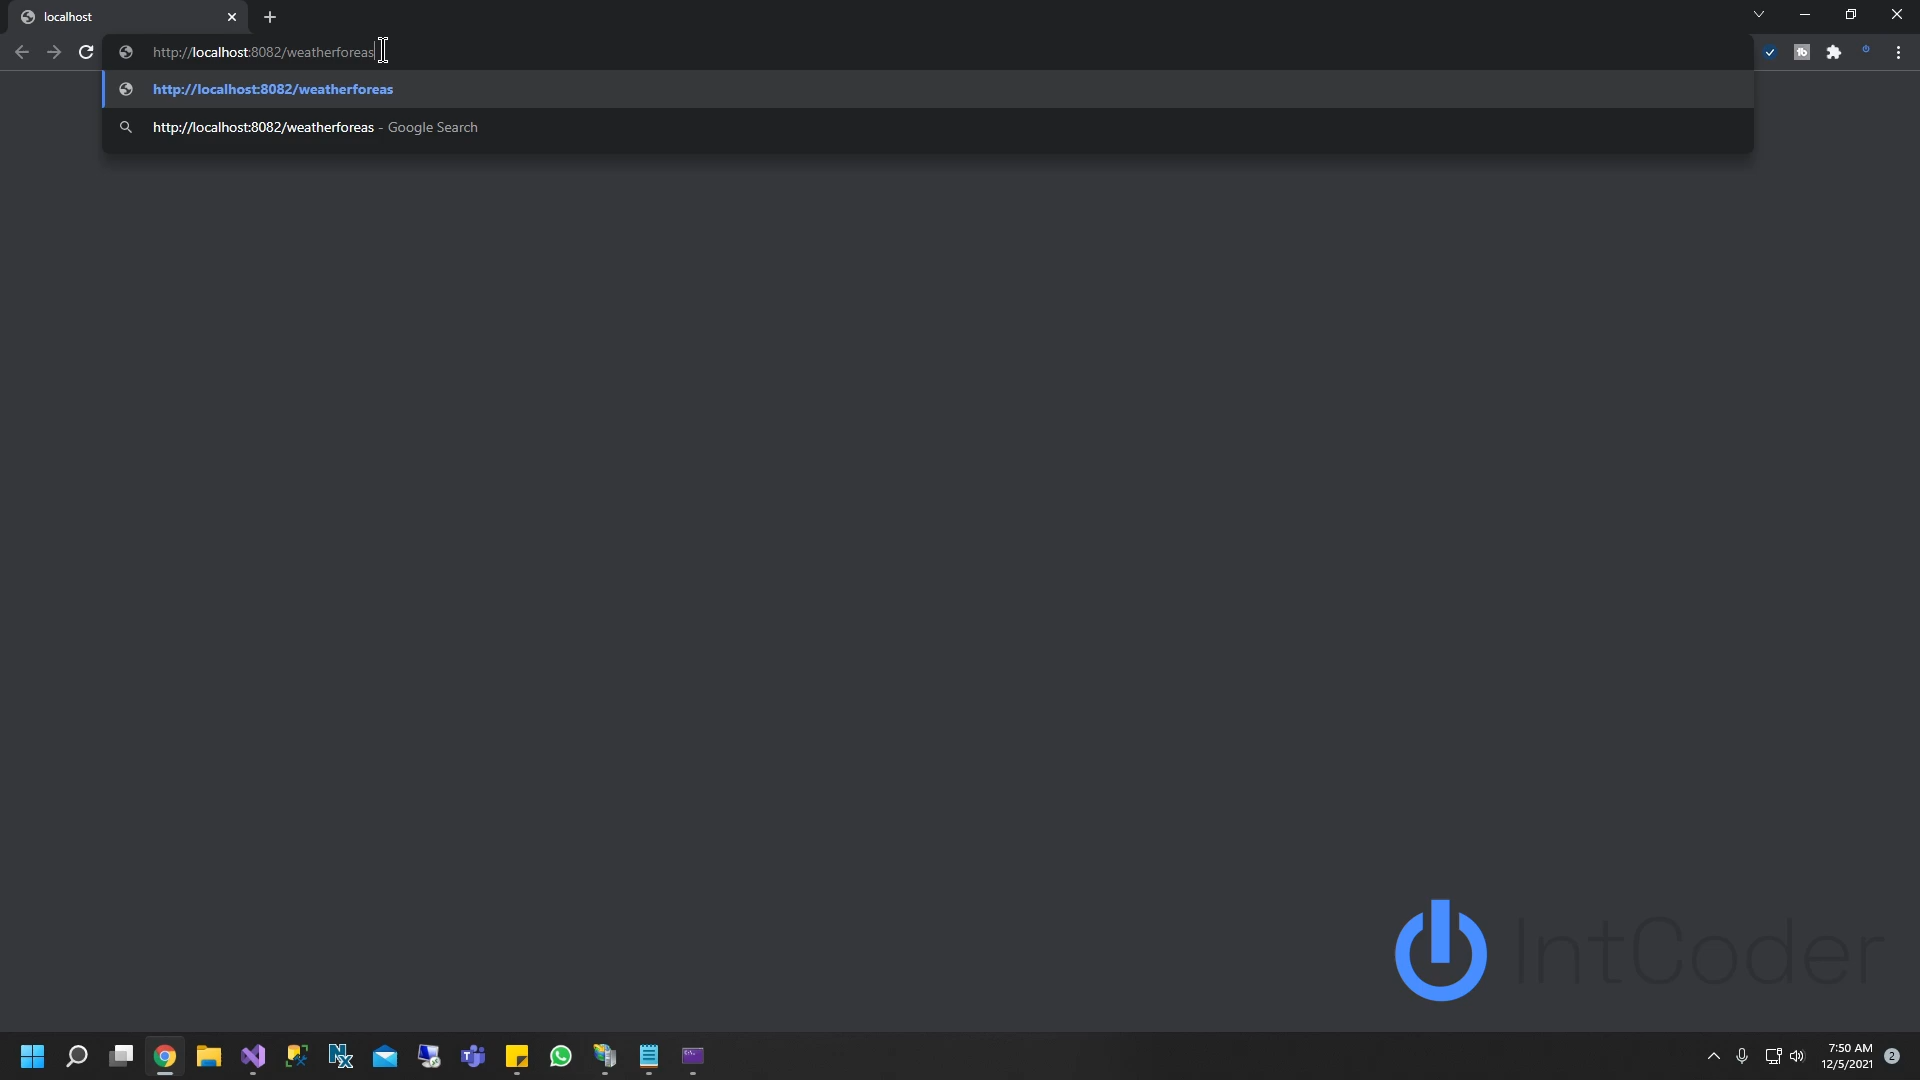 localhost
http://localhost:8082/weatherforeas
http://localhost:8082/weatherforeas
http://localhost:8082/weatherforeas - Google Search
IntCoder
7:50 AM
12/5/2021
2